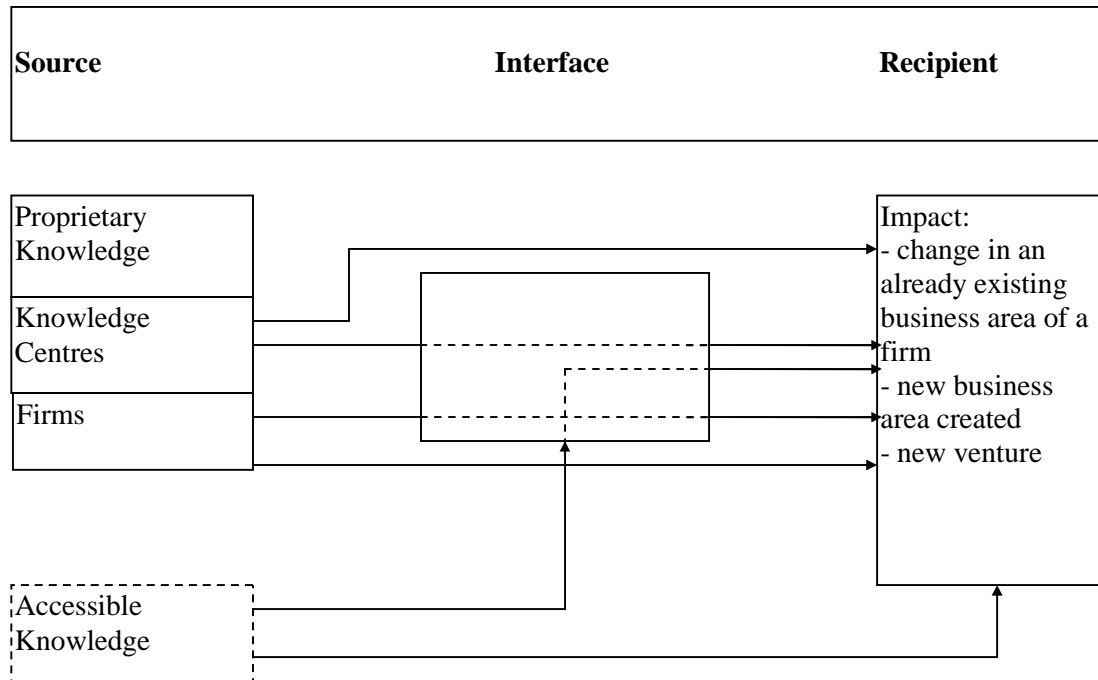 Source Interface Recipient
Proprietary
Knowledge
Knowledge
Centres
Firms
Accessible
Knowledge
Impact:
- change in an
already existing
business area of a
firm
- new business
area created
- new venture